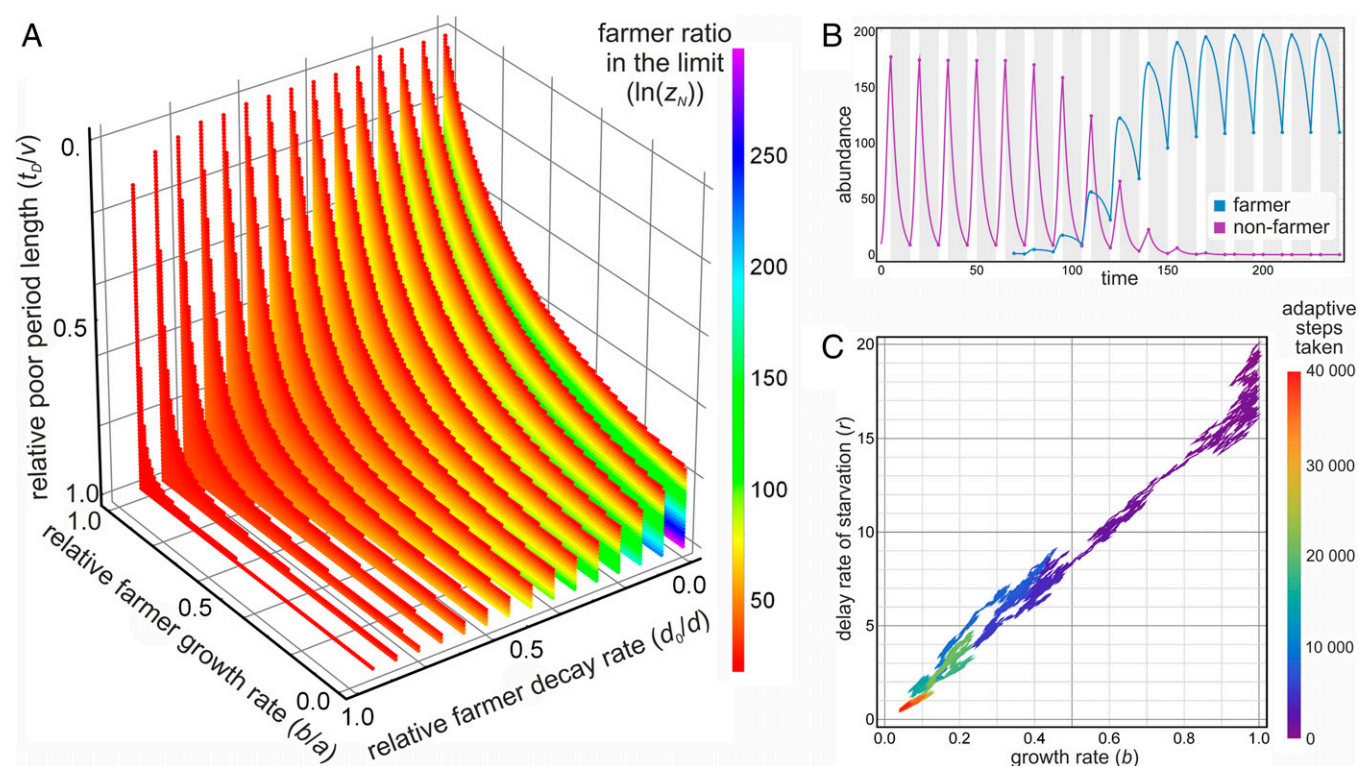 A
farmer ratio
in the limit
(ln(z_N))
250
200
150
100
50
relative poor period length (t_D/v)
0.
0.5
1.0
relative farmer growth rate (b/a)
1.0
0.5
0.0
relative farmer decay rate (d_0/d)
1.0
0.5
0.0
B
abundance
200
150
100
50
0
farmer
non-farmer
0
50
100
150
200
time
C
adaptive
steps
taken
40 000
30 000
20 000
10 000
0
delay rate of starvation (r)
20
15
10
5
0
0.0
0.2
0.4
0.6
0.8
1.0
growth rate (b)